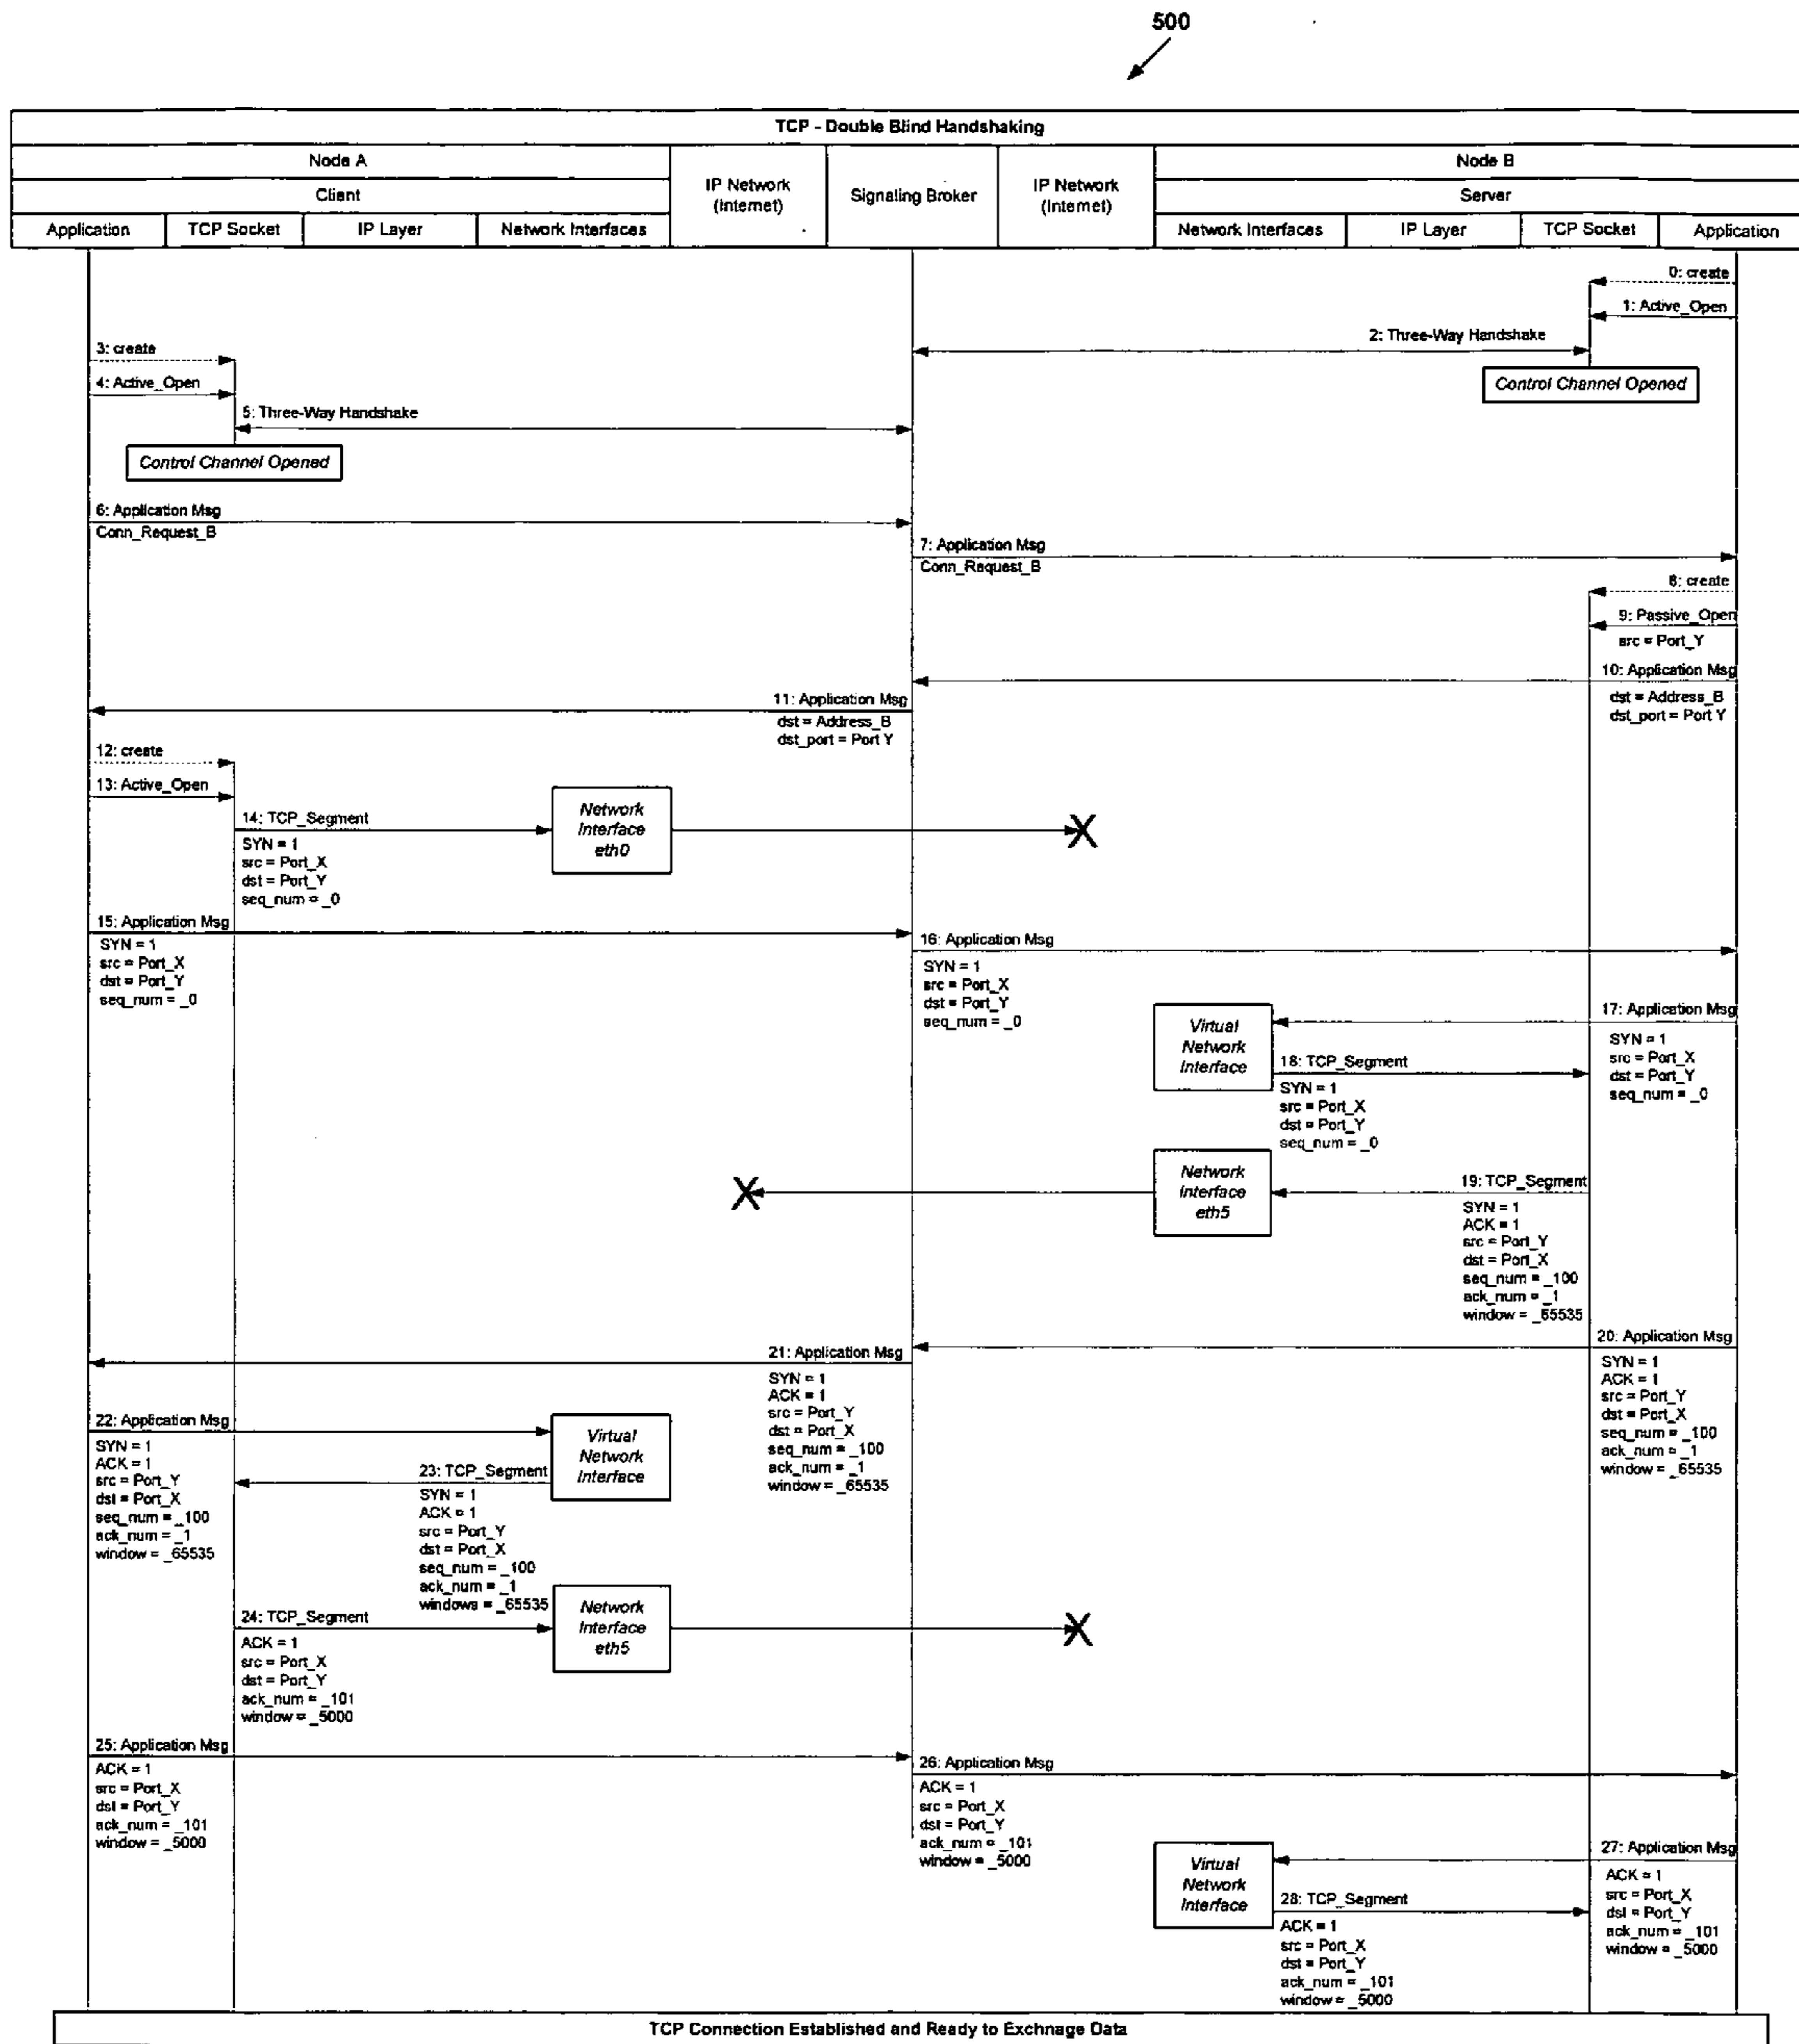 500
TCP - Double Blind Handshaking
Node A
Node B
Client
IP Network
(Internet)
Signaling Broker
IP Network
(Internet)
Server
Application
TCP Socket
IP Layer
Network Interfaces
Network Interfaces
IP Layer
TCP Socket
Application
0: create
1: Active_Open
2: Three-Way Handshake
Control Channel Opened
3: create
4: Active_Open
5: Three-Way Handshake
Control Channel Opened
6: Application Msg
Conn_Request_B
7: Application Msg
Conn_Request_B
8: create
9: Passive_Open
src = Port_Y
10: Application Msg
dst = Address_B
dst_port = Port Y
11: Application Msg
dst = Address_B
dst_port = Port Y
12: create
13: Active_Open
14: TCP_Segment
SYN = 1
src = Port_X
dst = Port_Y
seq_num = _0
Network
Interface
eth0
X
15: Application Msg
SYN = 1
src = Port_X
dst = Port_Y
seq_num = _0
16: Application Msg
SYN = 1
src = Port_X
dst = Port_Y
seq_num = _0
17: Application Msg
SYN = 1
src = Port_X
dst = Port_Y
seq_num = _0
Virtual
Network
Interface
18: TCP_Segment
SYN = 1
src = Port_X
dst = Port_Y
seq_num = _0
X
Network
Interface
eth5
19: TCP_Segment
SYN = 1
ACK = 1
src = Port_Y
dst = Port_X
seq_num = _100
ack_num = _1
window = _65535
20: Application Msg
SYN = 1
ACK = 1
src = Port_Y
dst = Port_X
seq_num = _100
ack_num = _1
window = _65535
21: Application Msg
SYN = 1
ACK = 1
src = Port_Y
dst = Port_X
seq_num = _100
ack_num = _1
window = _65535
22: Application Msg
SYN = 1
ACK = 1
src = Port_Y
dst = Port_X
seq_num = _100
ack_num = _1
window = _65535
Virtual
Network
Interface
23: TCP_Segment
SYN = 1
ACK = 1
src = Port_Y
dst = Port_X
seq_num = _100
ack_num = _1
windows = _65535
24: TCP_Segment
ACK = 1
src = Port_X
dst = Port_Y
ack_num = _101
window = _5000
Network
Interface
eth5
X
25: Application Msg
ACK = 1
src = Port_X
dst = Port_Y
ack_num = _101
window = _5000
26: Application Msg
ACK = 1
src = Port_X
dst = Port_Y
ack_num = _101
window = _5000
27: Application Msg
ACK = 1
src = Port_X
dst = Port_Y
ack_num = _101
window = _5000
Virtual
Network
Interface
28: TCP_Segment
ACK = 1
src = Port_X
dst = Port_Y
ack_num = _101
window = _5000
TCP Connection Established and Ready to Exchnage Data